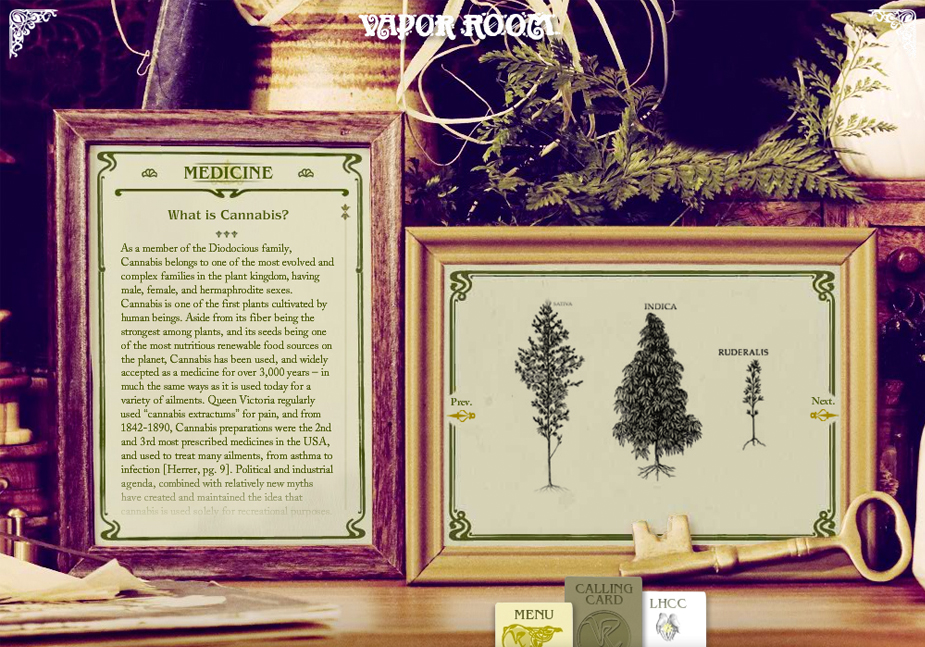 VAPOR ROOM
MEDICINE
What is Cannabis?
As a member of the Diodocious family,
Cannabis belongs to one of the most evolved and
complex families in the plant kingdom, having
male, female, and hermaphrodite sexes.
Cannabis is one of the first plants cultivated by
human beings. Aside from its fiber being the
strongest among plants, and its seeds being one
of the most nutritious renewable food sources on
the planet, Cannabis has been used, and widely
accepted as a medicine for over 3,000 years – in
much the same ways as it is used today for a
variety of ailments. Queen Victoria regularly
used “cannabis extractums” for pain, and from
1842-1890, Cannabis preparations were the 2nd
and 3rd most prescribed medicines in the USA,
and used to treat many ailments, from asthma to
infection [Herrer, pg. 9]. Political and industrial
agenda, combined with relatively new myths
have created and maintained the idea that
cannabis is used solely for recreational purposes.
SATIVA
INDICA
RUDERALIS
Prev.
Next.
MENU
CALLING
CARD
LHCC